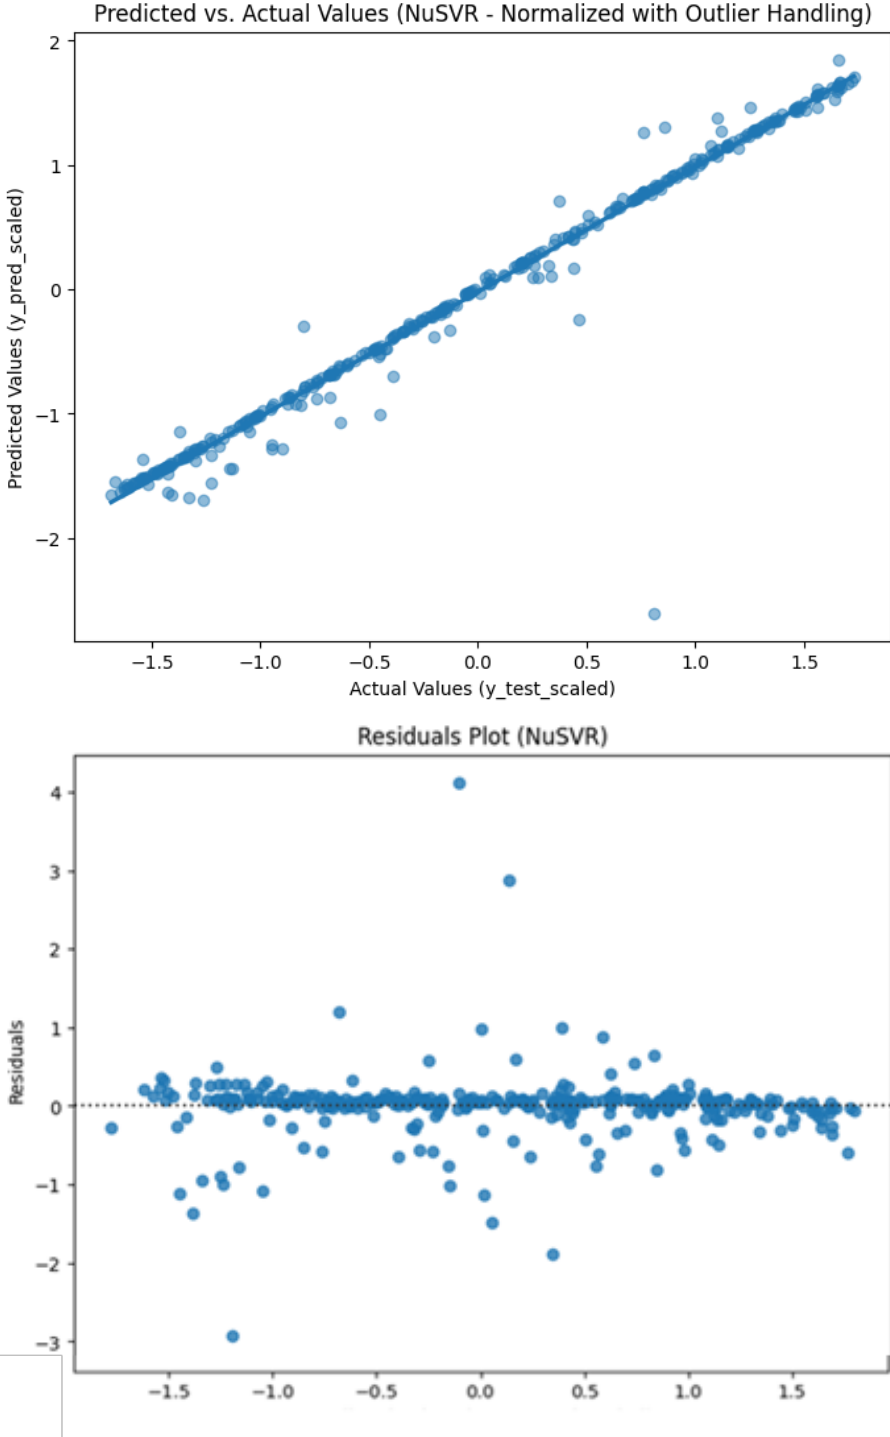 Predicted vs. Actual Values (NuSVR - Normalized with Outlier Handling)
2
1
0
−1
−2
Predicted Values (y_pred_scaled)
−1.5 −1.0 −0.5 0.0 0.5 1.0 1.5
Actual Values (y_test_scaled)
Residuals Plot (NuSVR)
4
3
2
1
0
−1
−2
−3
Residuals
−1.5 −1.0 −0.5 0.0 0.5 1.0 1.5